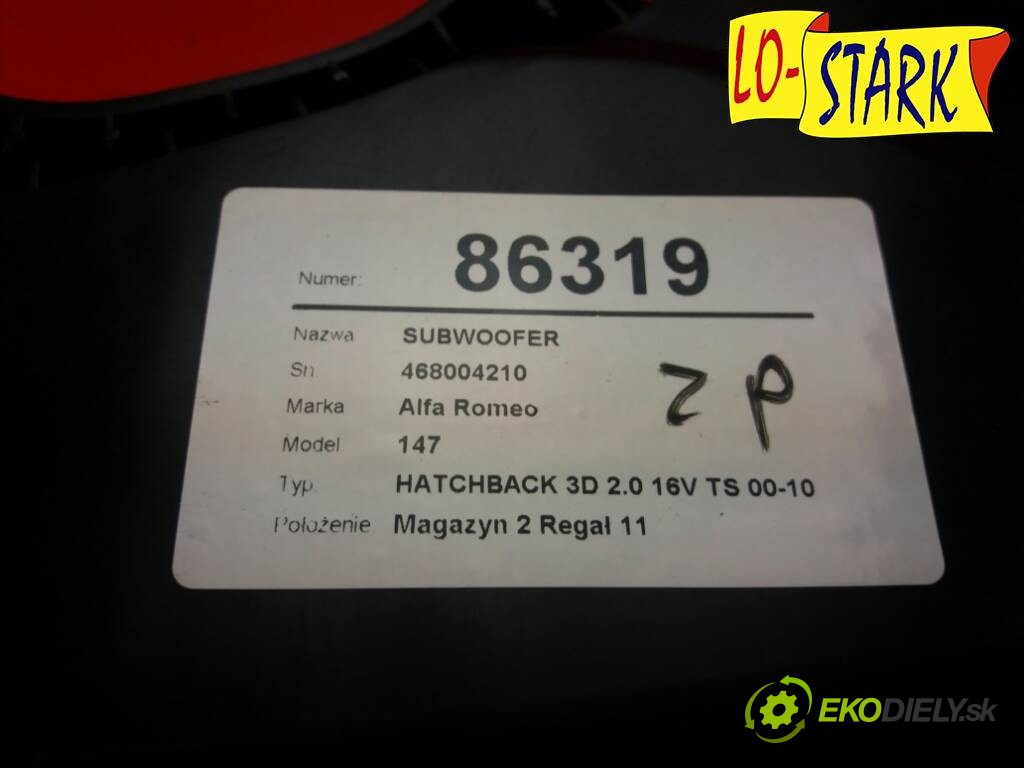 LO-STARK
Numer: 86319
Nazwa SUBWOOFER
Sn 468004210
Marka Alfa Romeo
Model 147
Typ HATCHBACK 3D 2.0 16V TS 00-10
Położenie Magazyn 2 Regał 11
ZP
EKODIELY.sk